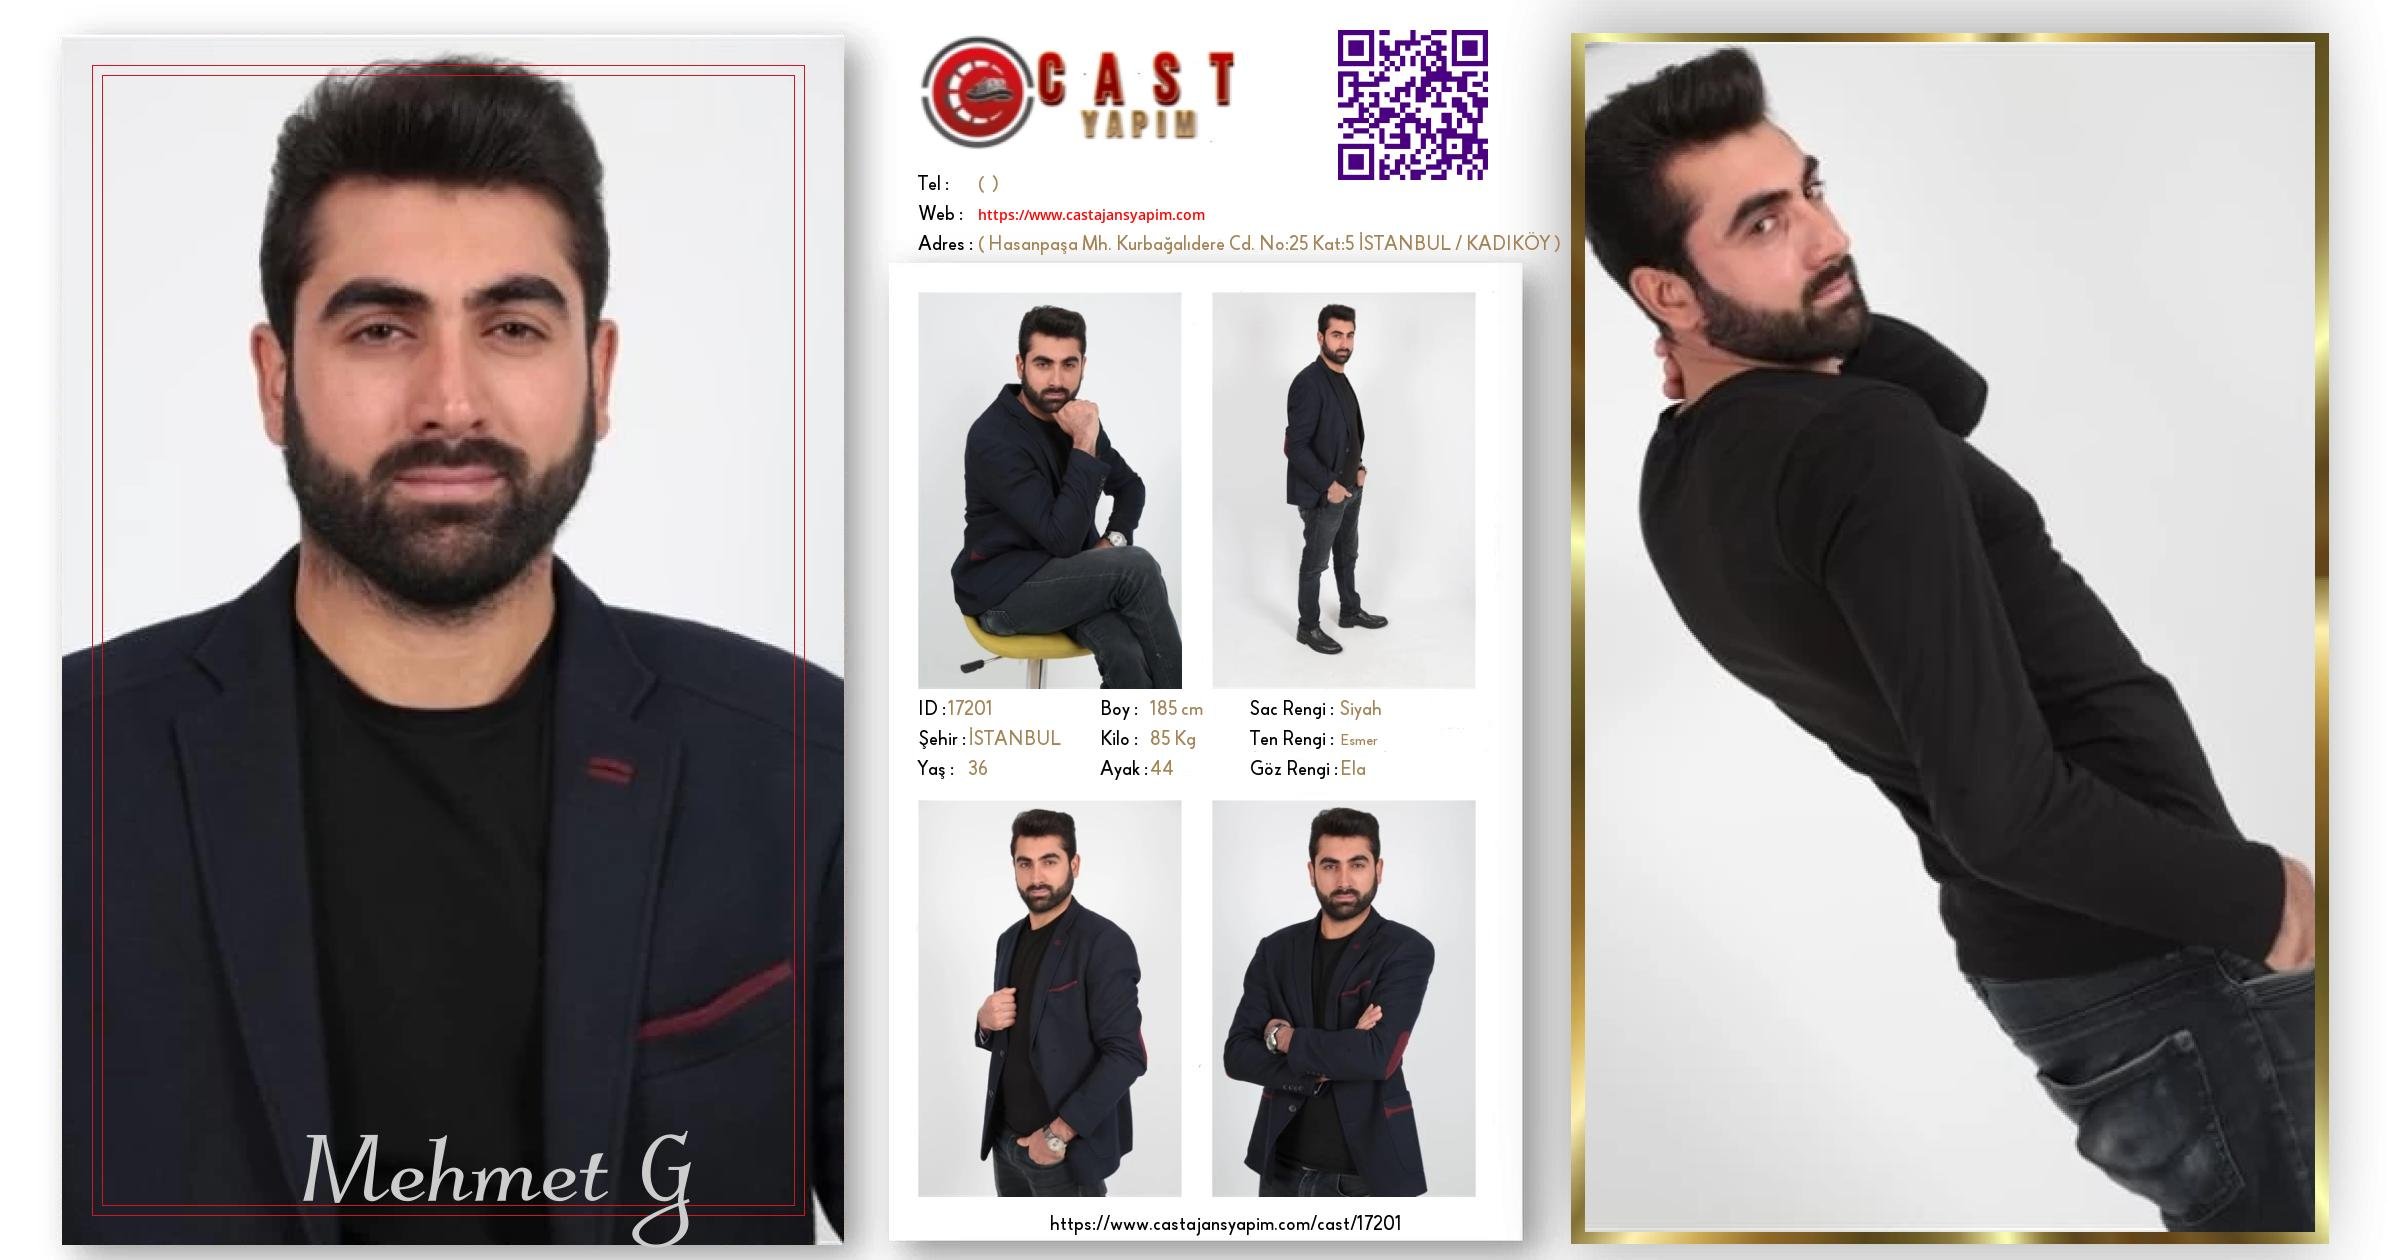 CAST
YAPIM
Tel : ( )
Web : https://www.castajansyapim.com
Adres : ( Hasanpaşa Mh. Kurbağalıdere Cd. No:25 Kat:5 İSTANBUL / KADIKÖY )
ID : 17201 Boy : 185 cm Sac Rengi : Siyah
Şehir : İSTANBUL Kilo : 85 Kg Ten Rengi : Esmer
Yaş : 36 Ayak : 44 Göz Rengi : Ela
Mehmet G
https://www.castajansyapim.com/cast/17201